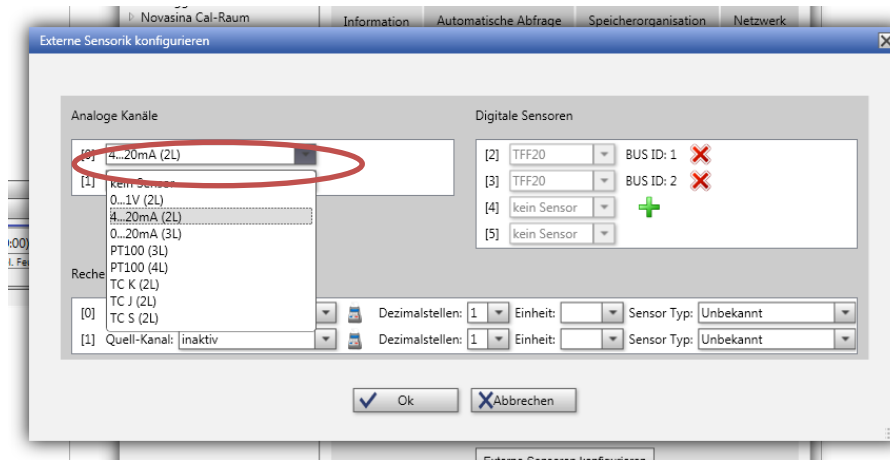 Novasina Cal-Raum
Information Automatische Abfrage Speicherorganisation Netzwerk
Externe Sensorik konfigurieren
Analoge Kanäle Digitale Sensoren
[0] 4...20mA (2L) [2] TFF20 BUS ID: 1
[1] kein Sensor [3] TFF20 BUS ID: 2
0...1V (2L)
4...20mA (2L) [4] kein Sensor
0...20mA (3L) [5] kein Sensor
PT100 (3L)
PT100 (4L)
TC K (2L)
TC J (2L)
TC S (2L)
[0] Dezimalstellen: 1 Einheit: Sensor Typ: Unbekannt
[1] Quell-Kanal: inaktiv Dezimalstellen: 1 Einheit: Sensor Typ: Unbekannt
Ok Abbrechen
Externe Sensoren konfigurieren